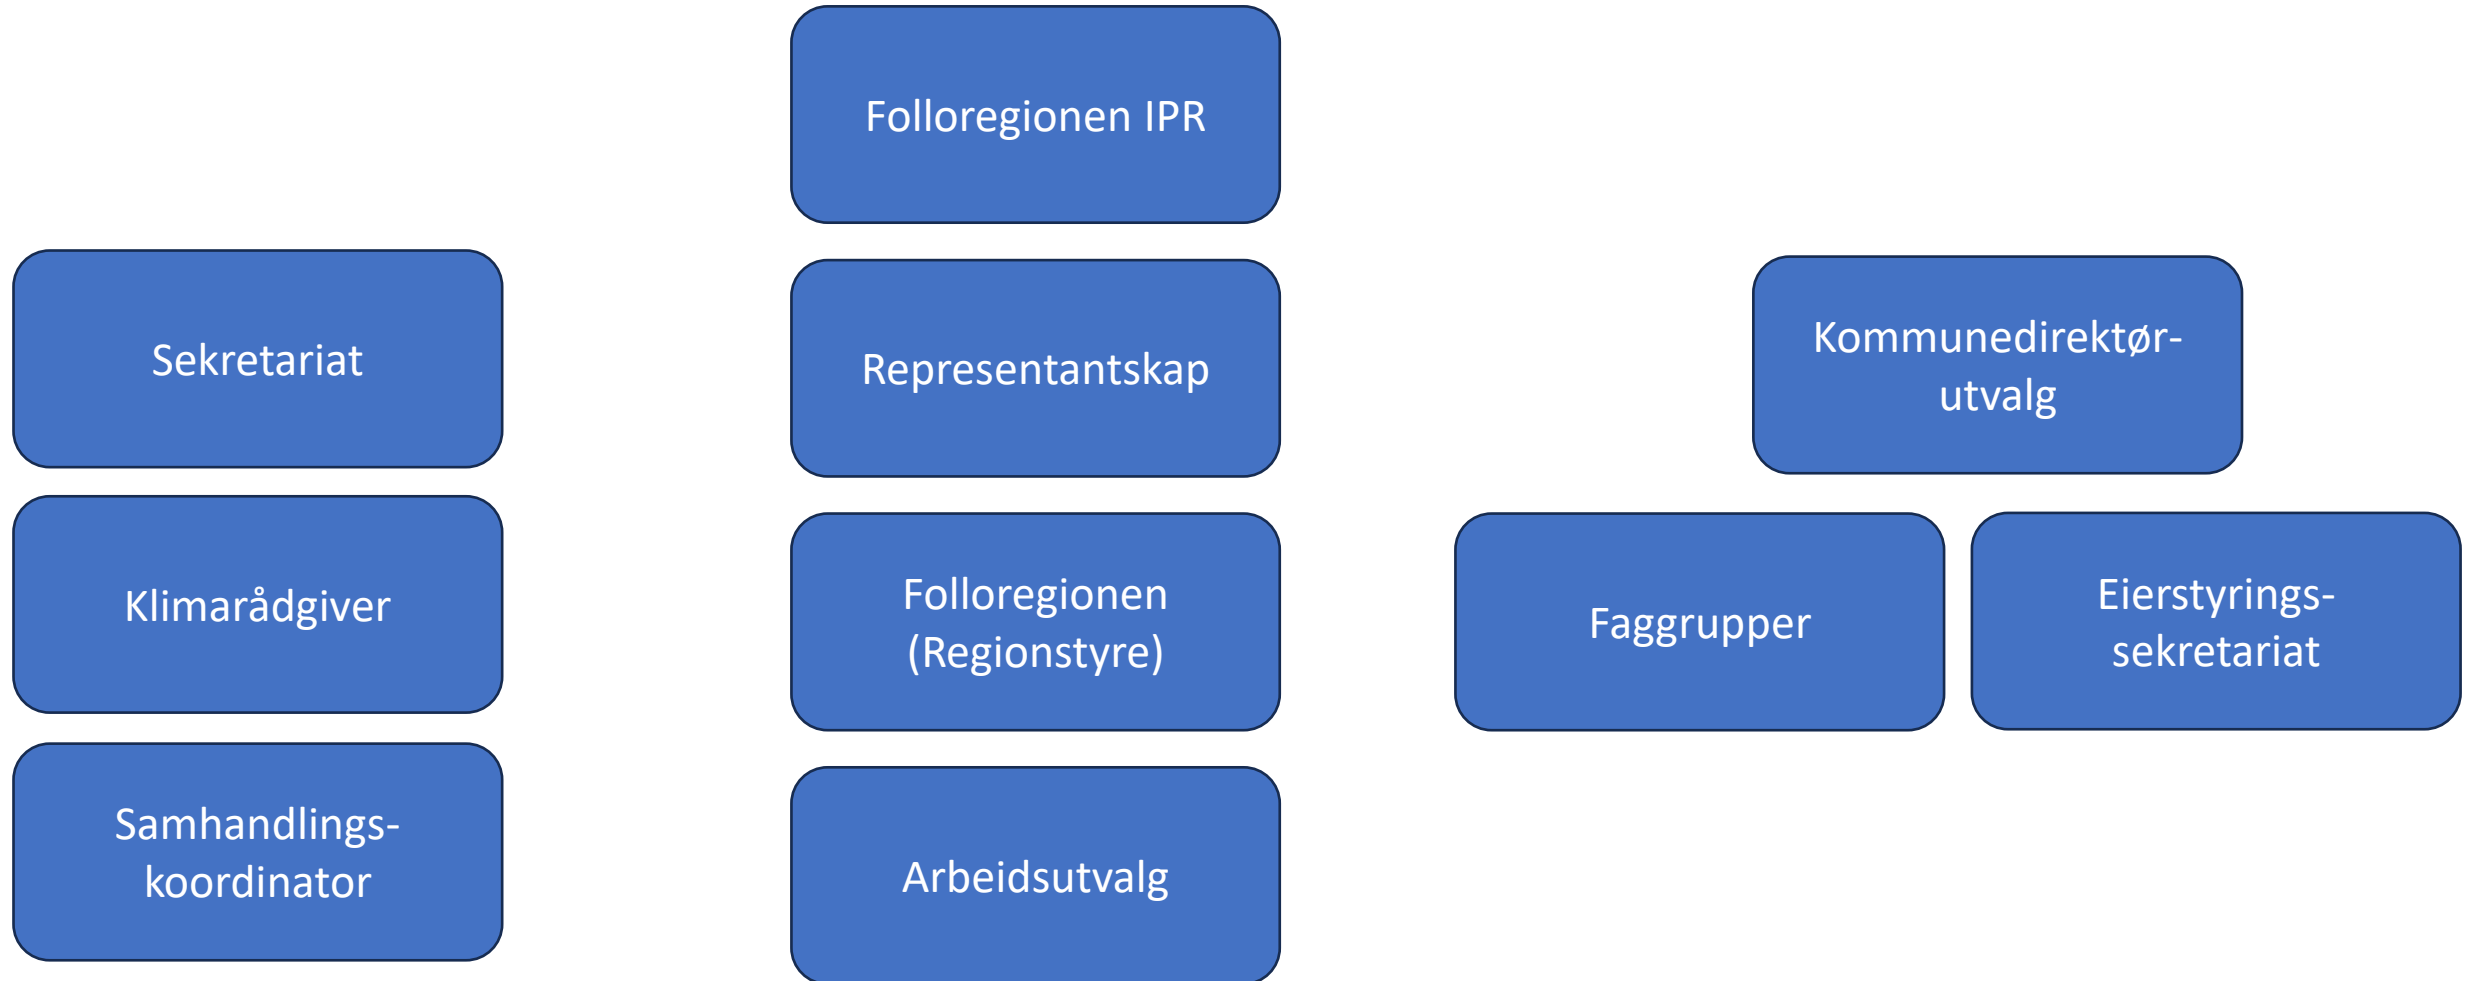 Folloregionen IPR
Sekretariat
Representantskap
Kommunedirektør-
utvalg
Klimarådgiver
Folloregionen
(Regionstyre)
Faggrupper
Eierstyrings-
sekretariat
Samhandlings-
koordinator
Arbeidsutvalg